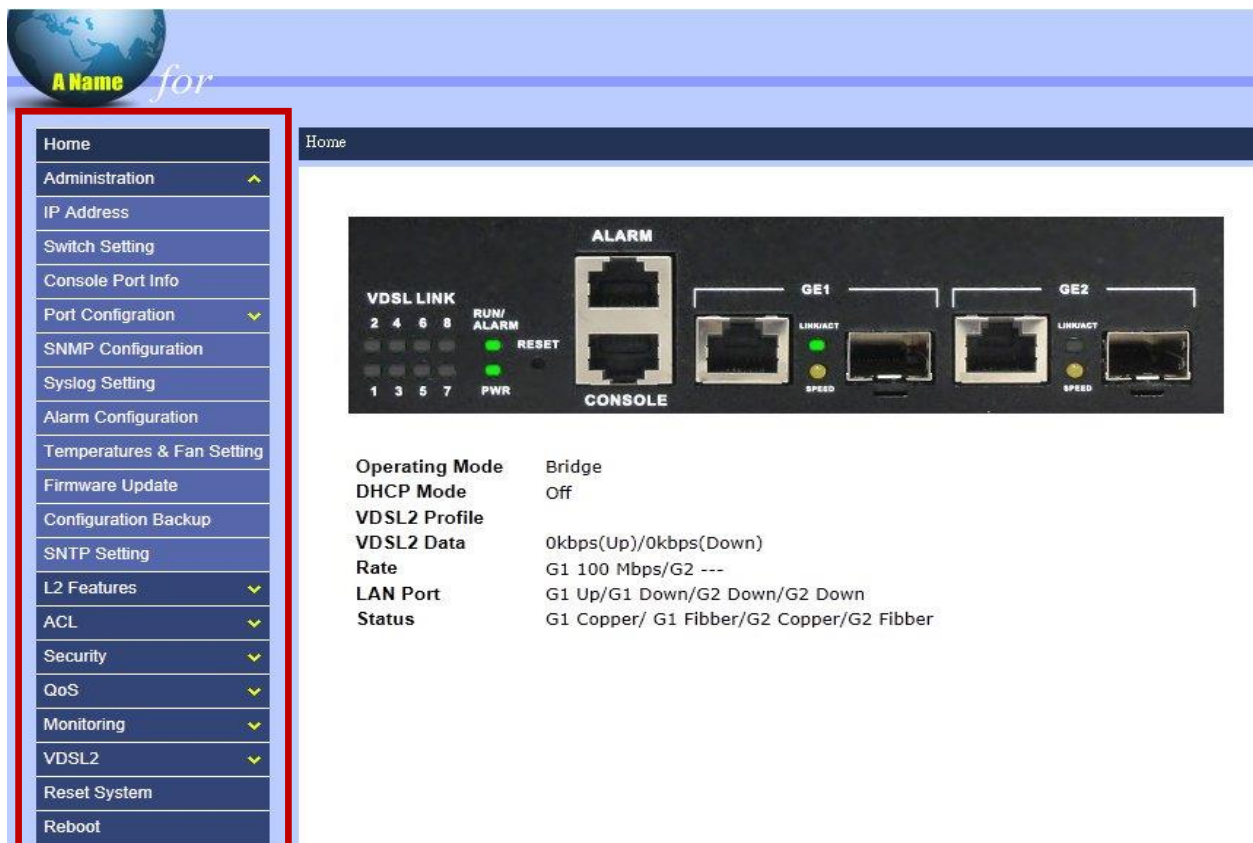 A Name for
Home
Administration
IP Address
Switch Setting
Console Port Info
Port Configration
SNMP Configuration
Syslog Setting
Alarm Configuration
Temperatures & Fan Setting
Firmware Update
Configuration Backup
SNTP Setting
L2 Features
ACL
Security
QoS
Monitoring
VDSL2
Reset System
Reboot
Home
ALARM
VDSL LINK
2 4 6 8
RUN/
ALARM
RESET
1 3 5 7
PWR
CONSOLE
GE1
LINK/ACT
SPEED
GE2
LINK/ACT
SPEED
Operating Mode Bridge
DHCP Mode Off
VDSL2 Profile
VDSL2 Data 0kbps(Up)/0kbps(Down)
Rate G1 100 Mbps/G2 ---
LAN Port G1 Up/G1 Down/G2 Down/G2 Down
Status G1 Copper/ G1 Fibber/G2 Copper/G2 Fibber